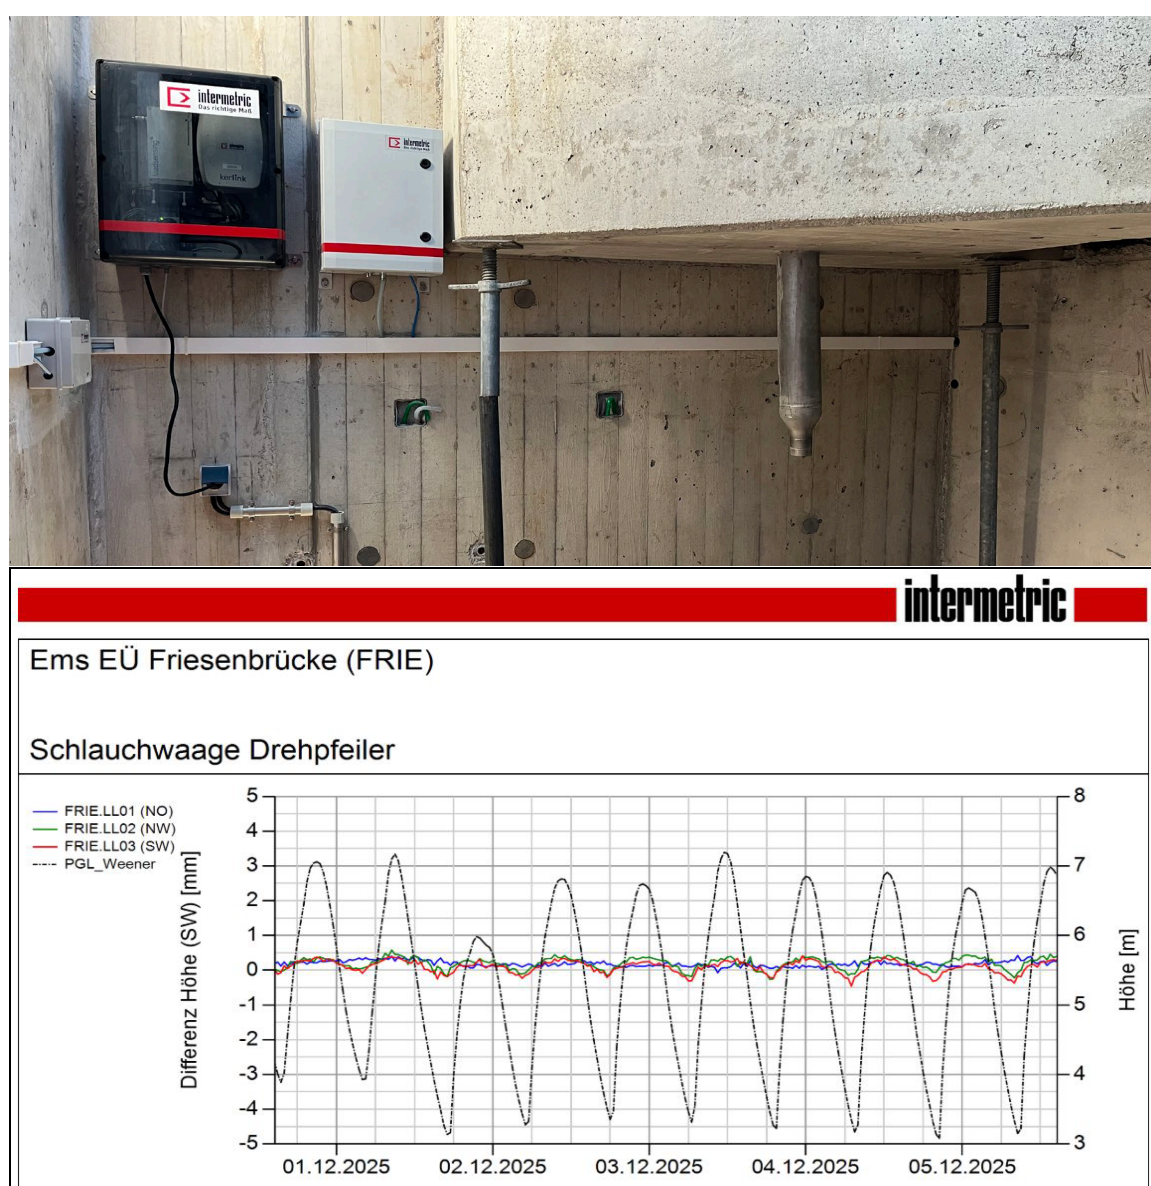 intermetric
Das richtige Maß
kerlink
intermetric
Das richtige Maß
intermetric
Ems EÜ Friesenbrücke (FRIE)
Schlauchwaage Drehpfeiler
FRIE.LL01 (NO)
FRIE.LL02 (NW)
FRIE.LL03 (SW)
PGL_Weener
Differenz Höhe (SW) [mm]
5
4
3
2
1
0
-1
-2
-3
-4
-5
8
7
6
5
4
3
Höhe [m]
01.12.2025 02.12.2025 03.12.2025 04.12.2025 05.12.2025